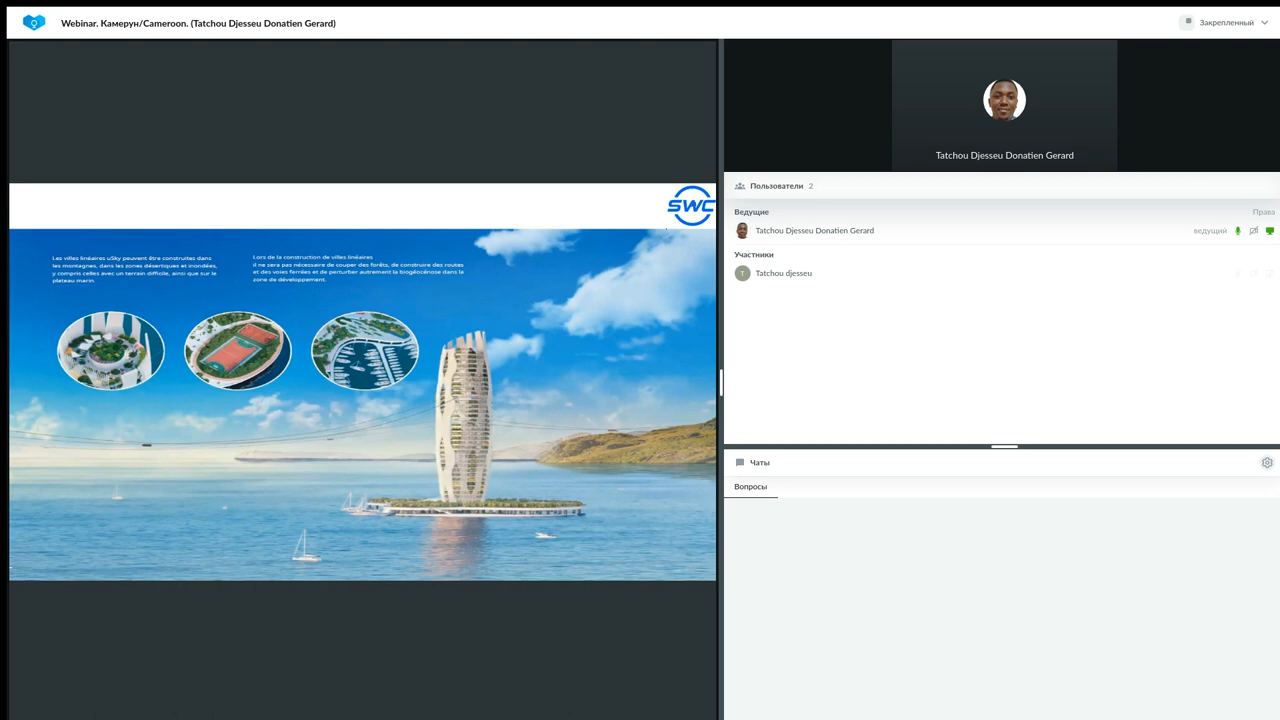 Webinar. Камерун/Cameroon. (Tatchou Djesseu Donatien Gerard)
Закрепленный
SWC
Les villes linéaires uSky peuvent être construites dans
les montagnes, dans les zones désertiques et inondées,
y compris celles avec un terrain difficile, ainsi que sur le
plateau marin.
Lors de la construction de villes linéaires
il ne sera pas nécessaire de couper des forêts, de construire des routes
et des voies ferrées et de perturber autrement la biogéocénose dans la
zone de développement.
Tatchou Djesseu Donatien Gerard
Пользователи 2
Ведущие Права
Tatchou Djesseu Donatien Gerard ведущий
Участники
T Tatchou djesseu
Чаты
Вопросы